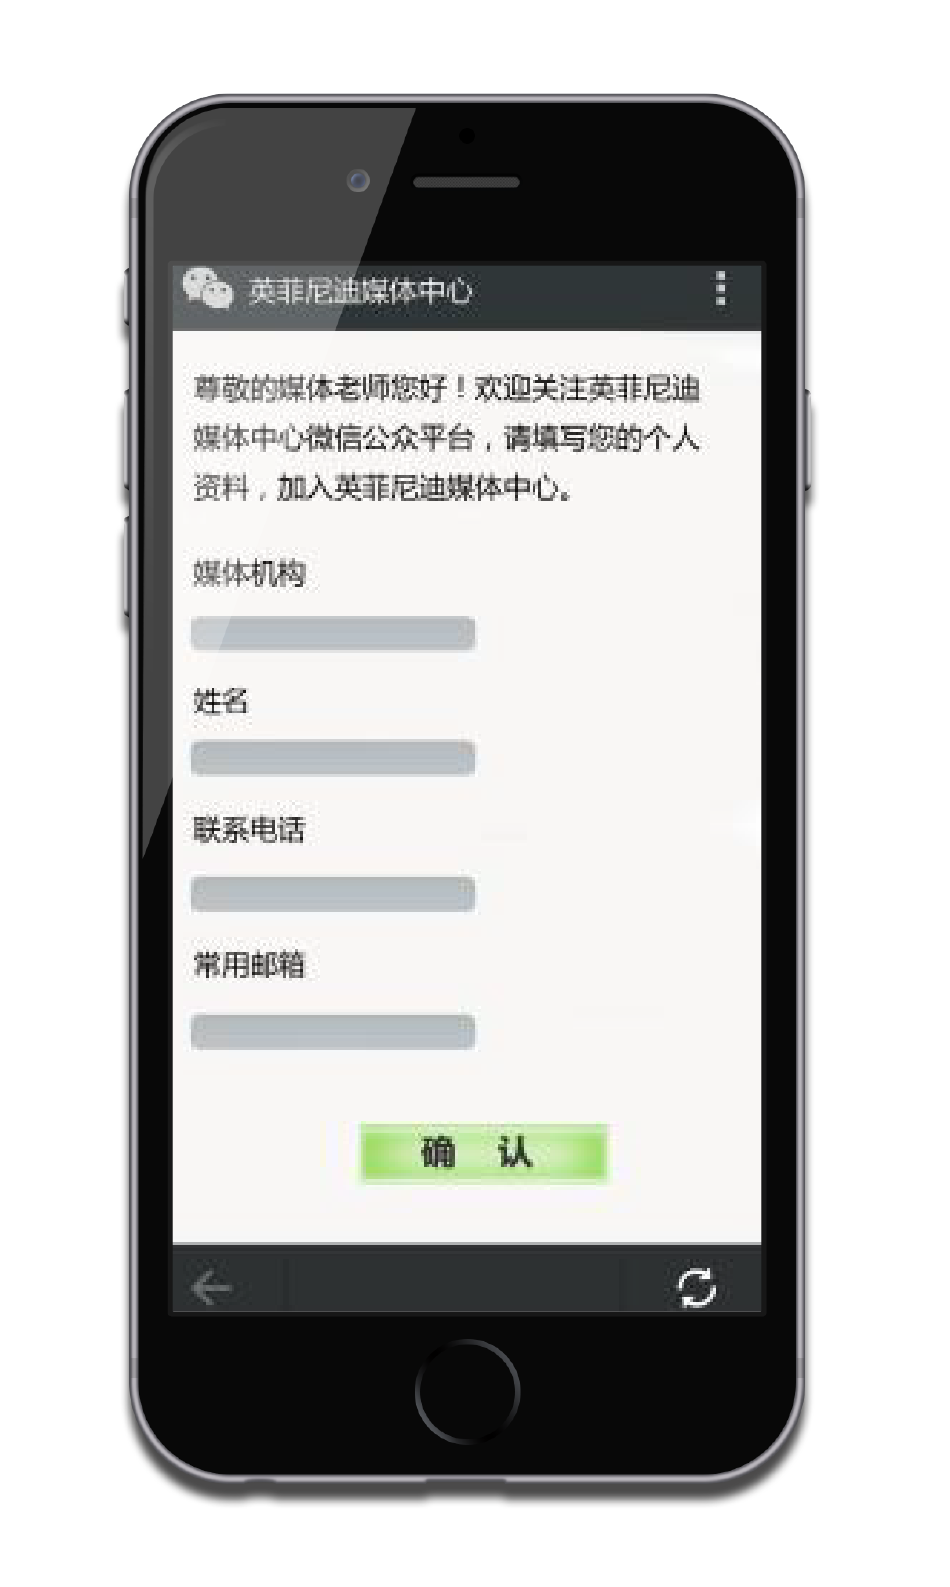 英菲尼迪媒体中心
尊敬的媒体老师您好！欢迎关注英菲尼迪
媒体中心微信公众平台，请填写您的个人
资料，加入英菲尼迪媒体中心。
媒体机构
姓名
联系电话
常用邮箱
确 认